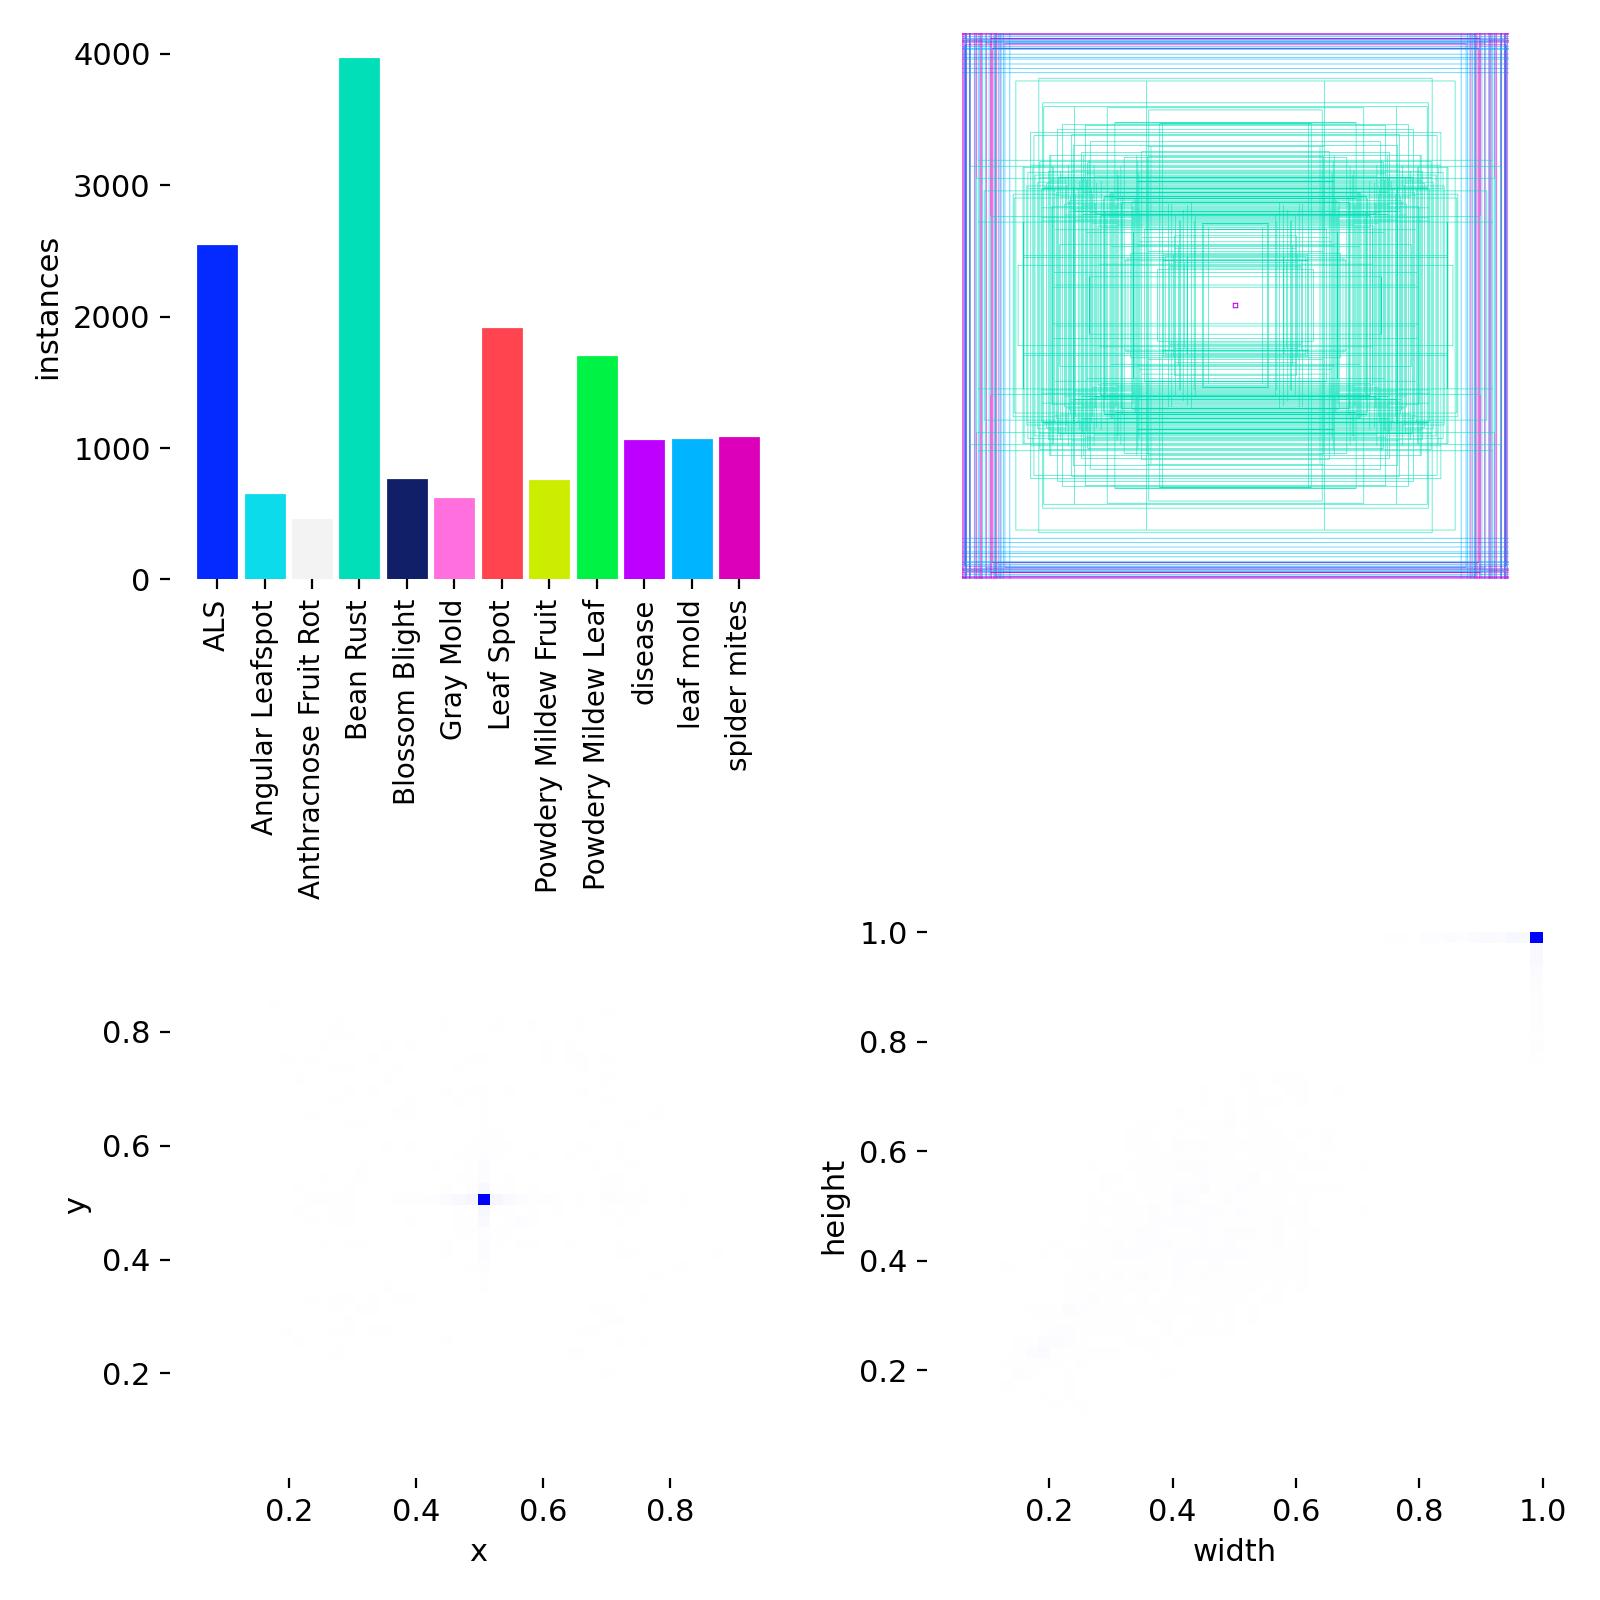 4000
3000
2000
1000
0
instances
ALS
Angular Leafspot
Anthracnose Fruit Rot
Bean Rust
Blossom Blight
Gray Mold
Leaf Spot
Powdery Mildew Fruit
Powdery Mildew Leaf
disease
leaf mold
spider mites
0.8
0.6
0.4
0.2
y
0.2 0.4 0.6 0.8
x
1.0
0.8
0.6
0.4
0.2
height
0.2 0.4 0.6 0.8 1.0
width